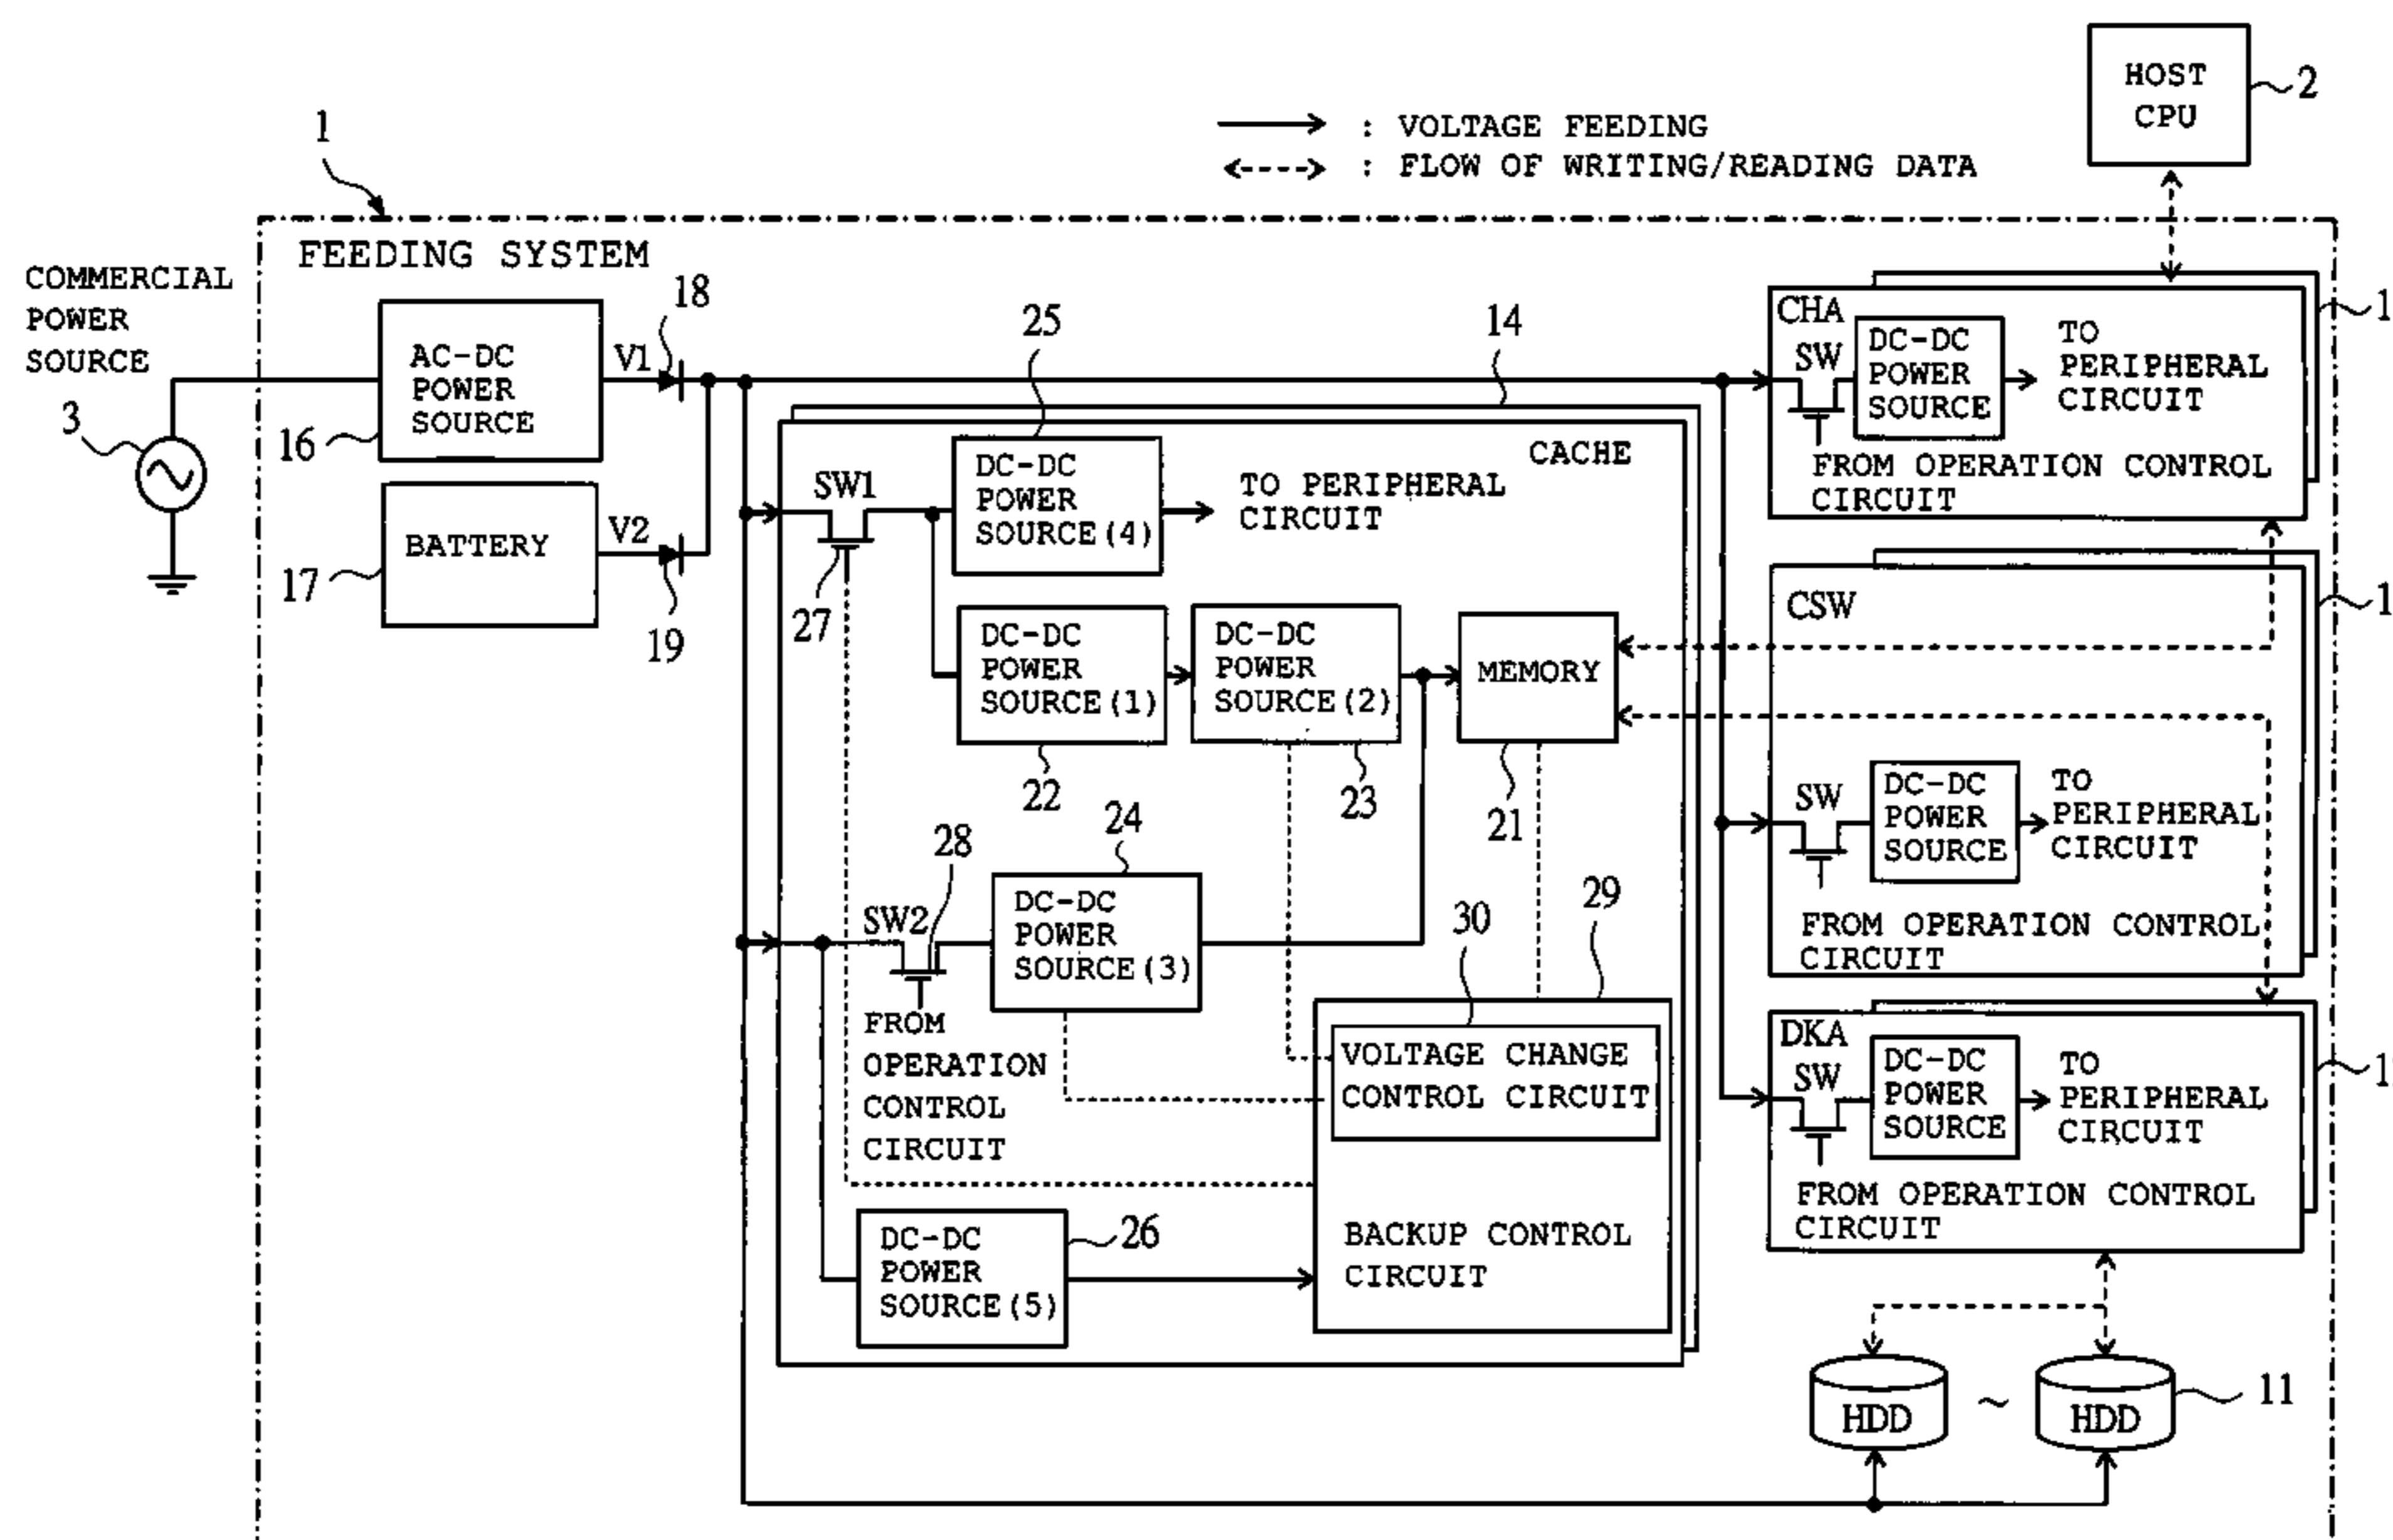 HOST
CPU
2
1
: VOLTAGE FEEDING
: FLOW OF WRITING/READING DATA
FEEDING SYSTEM
COMMERCIAL
POWER
SOURCE
3
AC-DC
POWER
SOURCE
16
V1
18
BATTERY
17
V2
19
14
CACHE
25
DC-DC
POWER
SOURCE(4)
TO PERIPHERAL
CIRCUIT
SW1
27
DC-DC
POWER
SOURCE(1)
22
DC-DC
POWER
SOURCE(2)
23
MEMORY
21
24
DC-DC
POWER
SOURCE(3)
28
SW2
FROM
OPERATION
CONTROL
CIRCUIT
29
30
VOLTAGE CHANGE
CONTROL CIRCUIT
BACKUP CONTROL
CIRCUIT
DC-DC
POWER
SOURCE(5)
26
CHA
SW
DC-DC
POWER
SOURCE
TO
PERIPHERAL
CIRCUIT
FROM OPERATION CONTROL
CIRCUIT
1
CSW
1
SW
DC-DC
POWER
SOURCE
TO
PERIPHERAL
CIRCUIT
FROM OPERATION CONTROL
CIRCUIT
DKA
SW
DC-DC
POWER
SOURCE
TO
PERIPHERAL
CIRCUIT
FROM OPERATION CONTROL
CIRCUIT
1
HDD
~
HDD
11